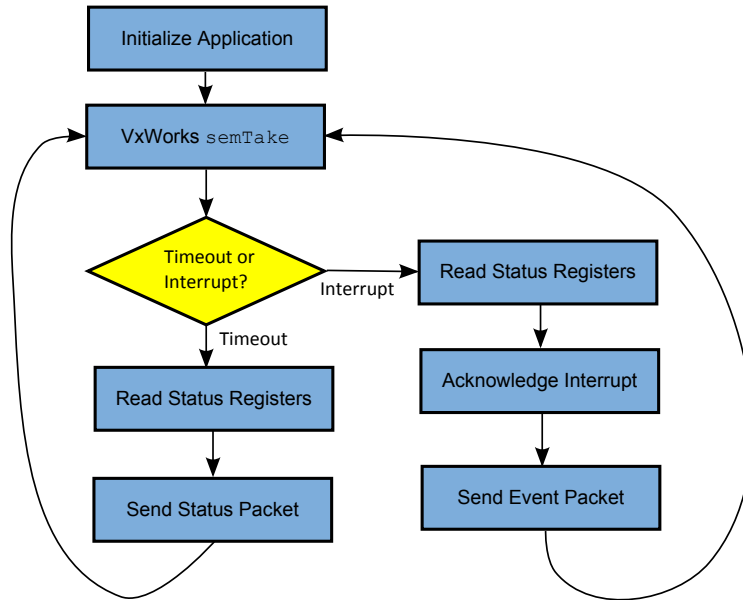 Initialize Application
VxWorks semTake
Timeout or
Interrupt?
Interrupt
Read Status Registers
Timeout
Read Status Registers
Acknowledge Interrupt
Send Status Packet
Send Event Packet